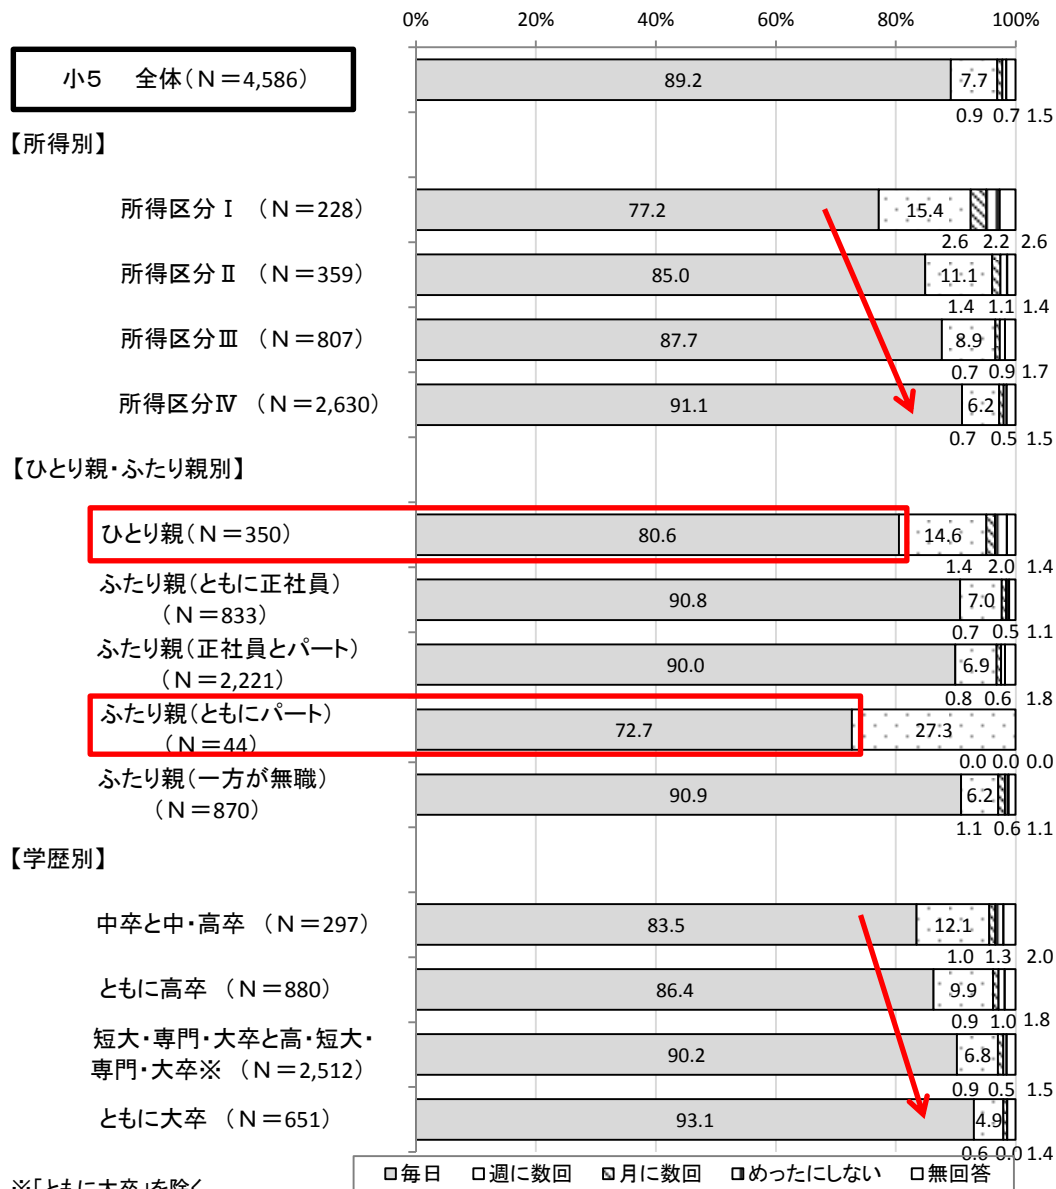 0% 20% 40% 60% 80% 100%
小5 全体(N=4,586) 89.2 7.7
0.9 0.7 1.5
【所得別】
所得区分Ⅰ (N=228) 77.2 15.4
2.6 2.2 2.6
所得区分Ⅱ (N=359) 85.0 11.1
1.4 1.1 1.4
所得区分Ⅲ (N=807) 87.7 8.9
0.7 0.9 1.7
所得区分Ⅳ (N=2,630) 91.1 6.2
0.7 0.5 1.5
【ひとり親・ふたり親別】
ひとり親(N=350) 80.6 14.6
1.4 2.0 1.4
ふたり親(ともに正社員)
(N=833) 90.8 7.0
0.7 0.5 1.1
ふたり親(正社員とパート)
(N=2,221) 90.0 6.9
0.8 0.6 1.8
ふたり親(ともにパート)
(N=44) 72.7 27.3
0.0 0.0 0.0
ふたり親(一方が無職)
(N=870) 90.9 6.2
1.1 0.6 1.1
【学歴別】
中卒と中・高卒 (N=297) 83.5 12.1
1.0 1.3 2.0
ともに高卒 (N=880) 86.4 9.9
0.9 1.0 1.8
短大・専門・大卒と高・短大・
専門・大卒※ (N=2,512) 90.2 6.8
0.9 0.5 1.5
ともに大卒 (N=651) 93.1 4.9
0.6 0.0 1.4
毎日 週に数回 月に数回 めったにしない 無回答
※「ともに大卒」を除く